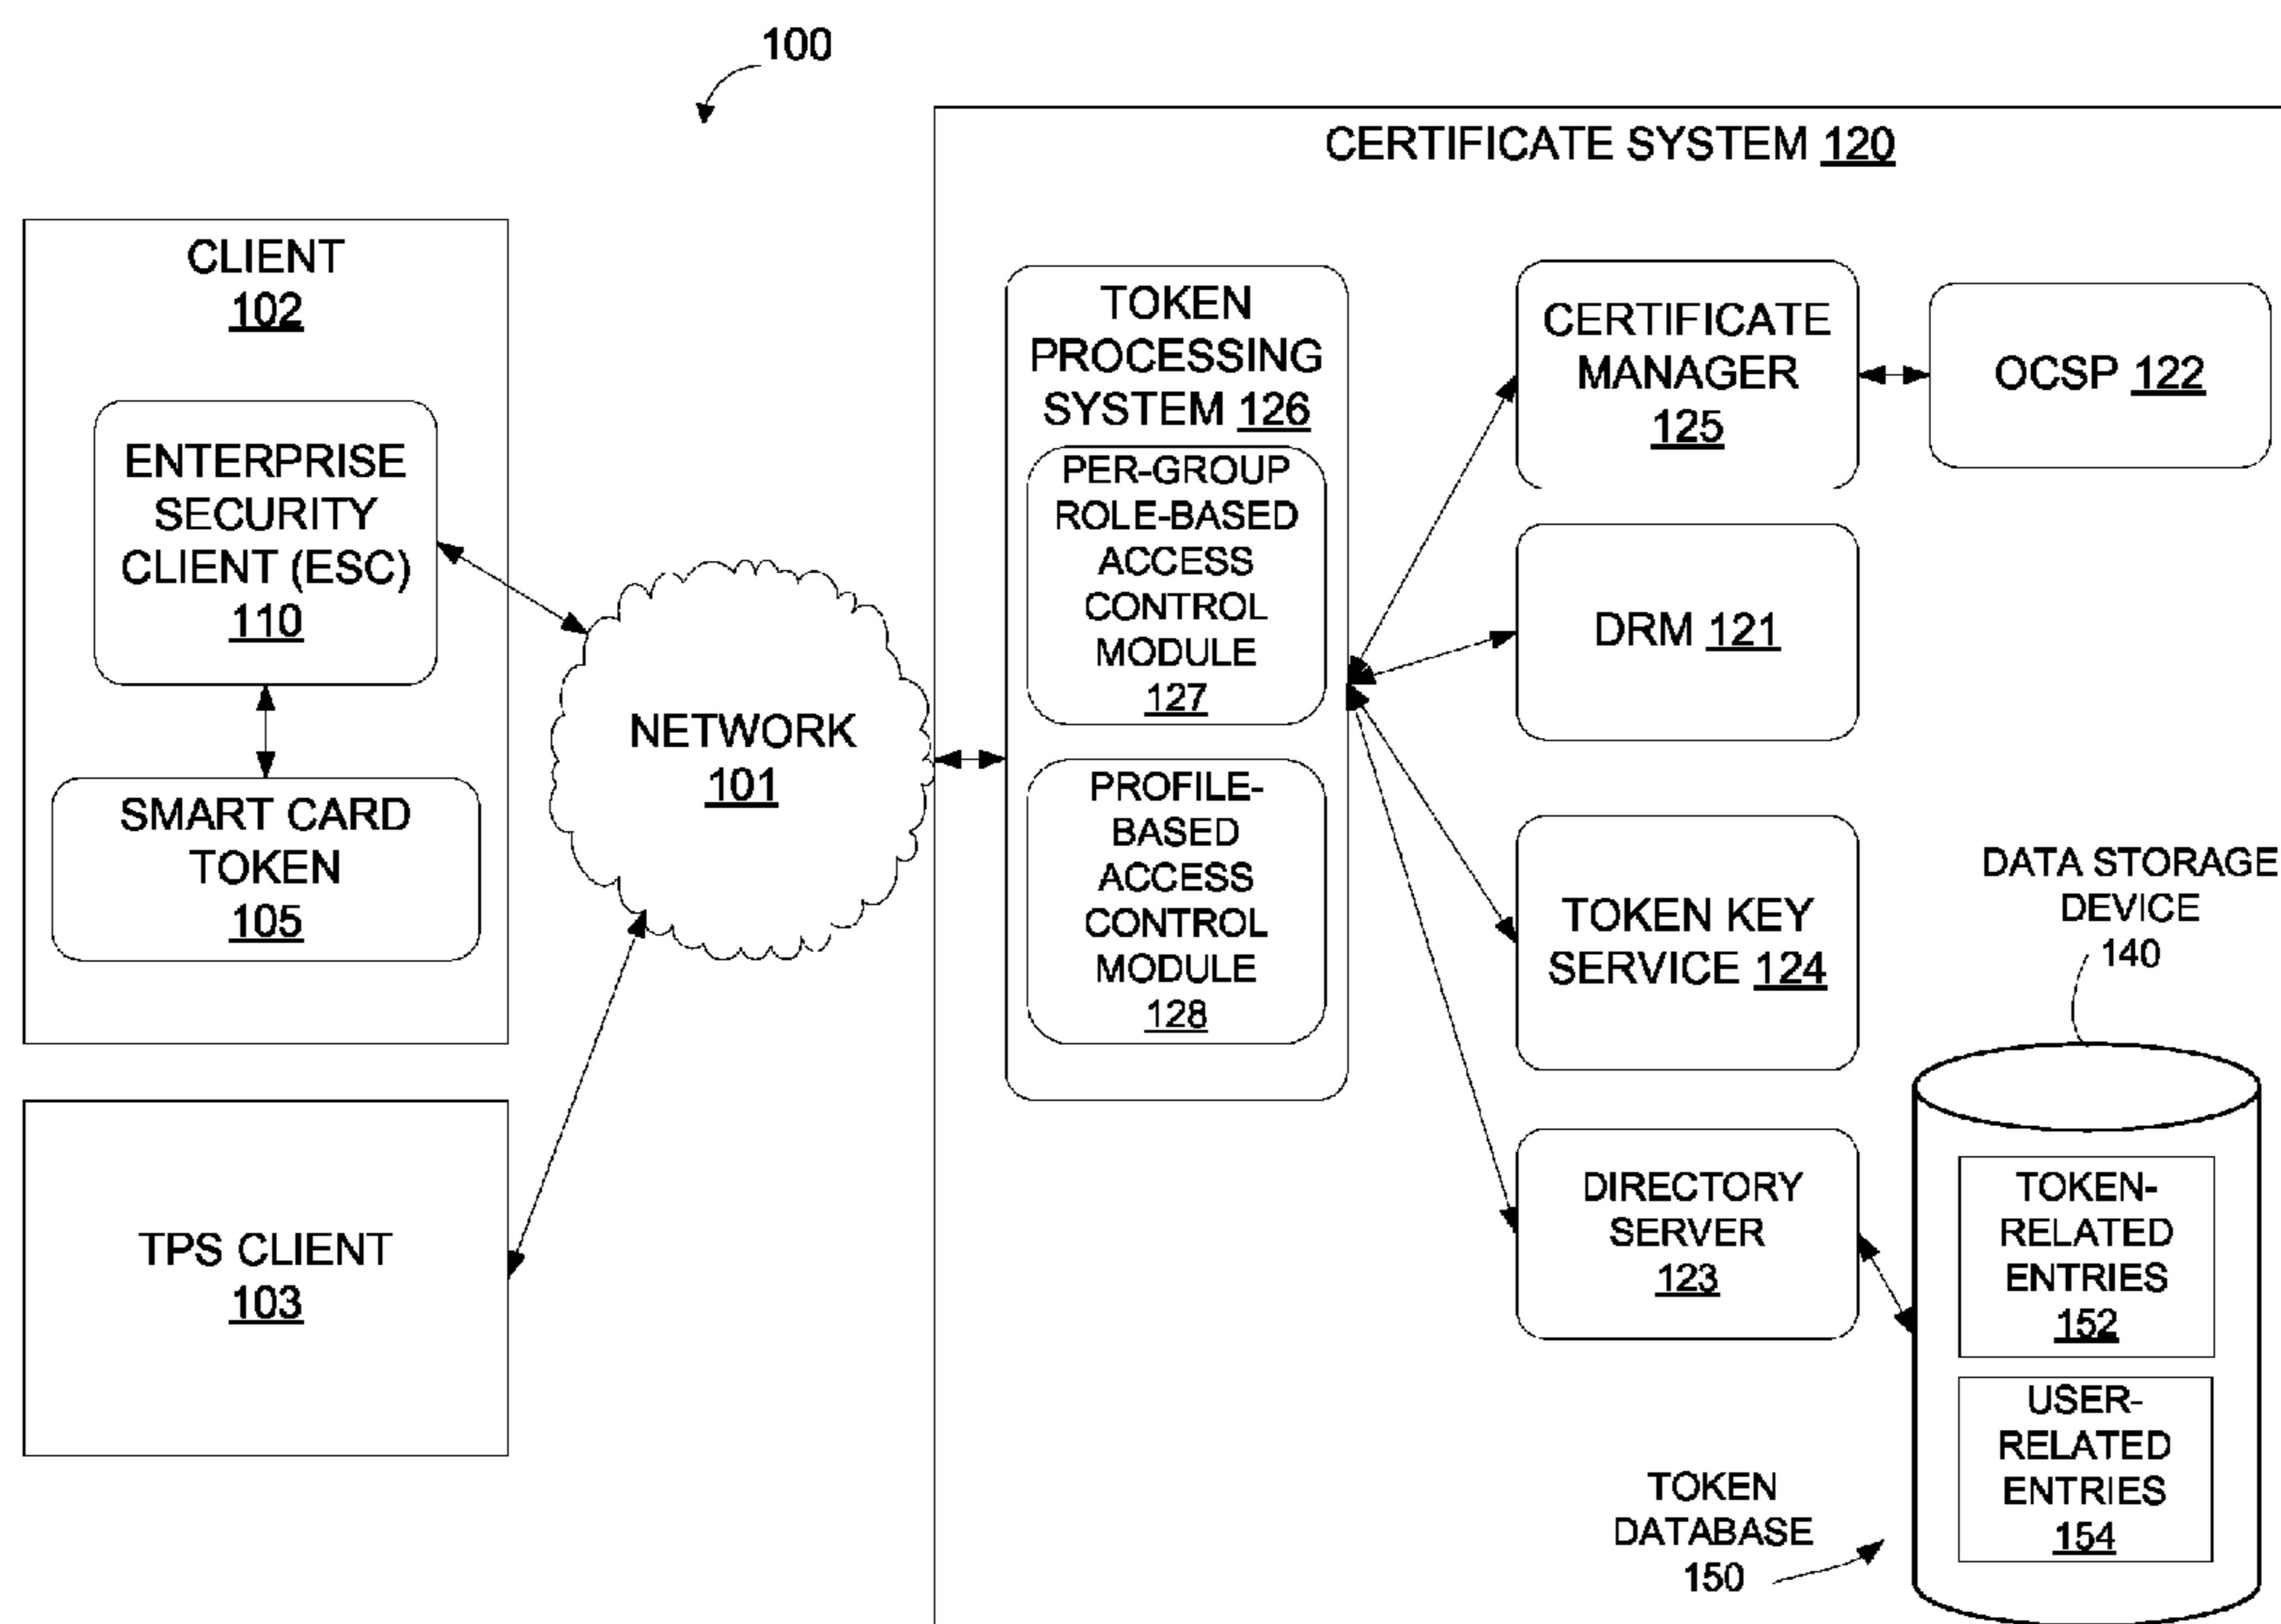 100
CERTIFICATE SYSTEM 120
CLIENT
102
ENTERPRISE
SECURITY
CLIENT (ESC)
110
SMART CARD
TOKEN
105
TPS CLIENT
103
NETWORK
101
TOKEN
PROCESSING
SYSTEM 126
PER-GROUP
ROLE-BASED
ACCESS
CONTROL
MODULE
127
PROFILE-
BASED
ACCESS
CONTROL
MODULE
128
CERTIFICATE
MANAGER
125
OCSP 122
DRM 121
TOKEN KEY
SERVICE 124
DIRECTORY
SERVER
123
DATA STORAGE
DEVICE
140
TOKEN-
RELATED
ENTRIES
152
USER-
RELATED
ENTRIES
154
TOKEN
DATABASE
150